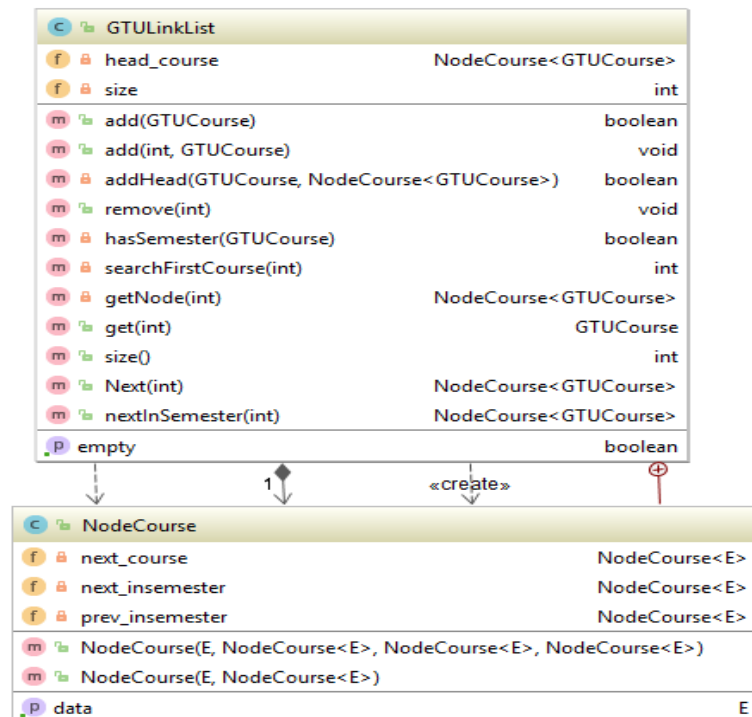 C GTULinkList
f head_course NodeCourse<GTUCourse>
f size int
m add(GTUCourse) boolean
m add(int, GTUCourse) void
m addHead(GTUCourse, NodeCourse<GTUCourse>) boolean
m remove(int) void
m hasSemester(GTUCourse) boolean
m searchFirstCourse(int) int
m getNode(int) NodeCourse<GTUCourse>
m get(int) GTUCourse
m size() int
m Next(int) NodeCourse<GTUCourse>
m nextInSemester(int) NodeCourse<GTUCourse>
p empty boolean
1 «create»
C NodeCourse
f next_course NodeCourse<E>
f next_insemester NodeCourse<E>
f prev_insemester NodeCourse<E>
m NodeCourse(E, NodeCourse<E>, NodeCourse<E>, NodeCourse<E>)
m NodeCourse(E, NodeCourse<E>)
p data E